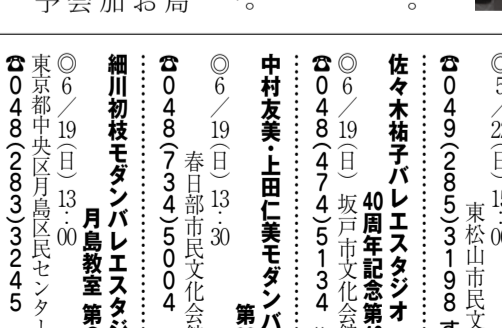 ◎5／22(日)15：00
東松山市民文
☎049(285)3198
佐々木祐子バレエスタジオ
40周年記念第
◎6／19(日)
坂戸市文化会館
☎048(474)5134
中村友美・上田仁美モダンバ
第
◎6／19(日)13：30
春日部市民文化会館
☎048(734)5004
細川初枝モダンバレエスタジ
月島教室 第
◎6／19(日)13：00
東京都中央区月島区民センター
☎048(283)3245